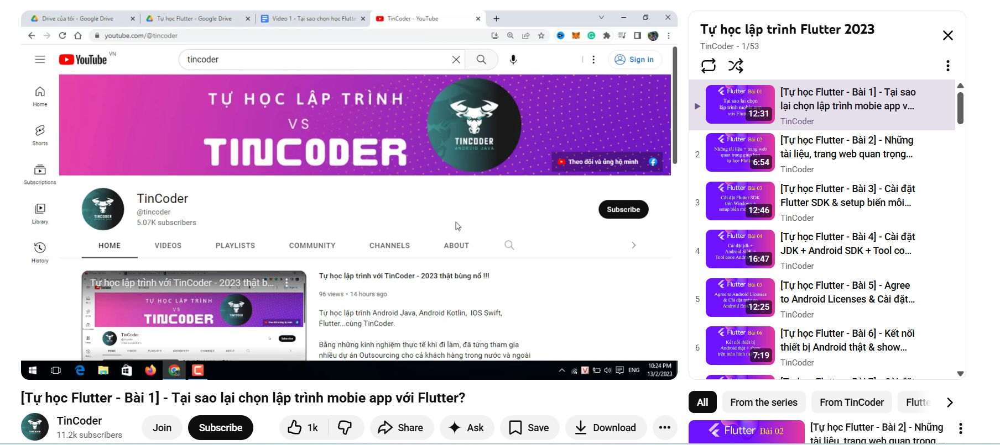 Drive của tôi - Google Drive
Tự học Flutter - Google Drive
Video 1 - Tại sao chọn học Flutte
TinCoder - YouTube
youtube.com/@tincoder
YouTube VN
tincoder
Sign in
Home
Shorts
Subscriptions
Library
History
TỰ HỌC LẬP TRÌNH
VS
TINCODER
TINCODER
ANDROID JAVA
Theo dõi và ủng hộ mình
TINCODER
TinCoder
@tincoder
5.07K subscribers
Subscribe
HOME
VIDEOS
PLAYLISTS
COMMUNITY
CHANNELS
ABOUT
Tự học lập trình với TinCoder - 2023 thật b...
TỰ HỌC LẬP TRÌNH
VS
TINCODER
TinCoder
Tự học lập trình với TinCoder - 2023 thật bùng nổ !!!
96 views • 14 hours ago
Tự học lập trình Android Java, Android Kotlin, IOS Swift,
Flutter...cùng TinCoder.
Bằng những kinh nghiệm thực tế khi đi làm, đã từng tham gia
nhiều dự án Outsourcing cho cả khách hàng trong nước và ngoài
ENG
10:24 PM
13/2/2023
[Tự học Flutter - Bài 1] - Tại sao lại chọn lập trình mobie app với Flutter?
TinCoder
11.2k subscribers
Join
Subscribe
1k
Share
Ask
Save
Download
Tự học lập trình Flutter 2023
TinCoder - 1/53
Flutter Bài 01
Tại sao lại chọn
lập trình mobie app
với Flutt
12:31
[Tự học Flutter - Bài 1] - Tại sao
lại chọn lập trình mobie app v...
TinCoder
2
Flutter Bài 02
Những tài liệu + trang web
quan trọng giúp bạn
tự học Flut
6:54
[Tự học Flutter - Bài 2] - Những
tài liệu, trang web quan trọng...
TinCoder
3
Flutter Bài 03
Cài đặt Flutter SDK
trên Window
setup biến mô
12:46
[Tự học Flutter - Bài 3] - Cài đặt
Flutter SDK & setup biến môi...
TinCoder
4
Flutter Bài 04
Cài đặt jdk +
Android SDK +
Tool code Andro
16:47
[Tự học Flutter - Bài 4] - Cài đặt
JDK + Android SDK + Tool co...
TinCoder
5
Flutter Bài 05
Agree to Android Licenses
& Cài đặt máy ảo
Android Em
12:25
[Tự học Flutter - Bài 5] - Agree
to Android Licenses & Cài đặt...
TinCoder
6
Flutter Bài 06
Kết nối thiết bị
Android thật + show
trên màn hình m
7:19
[Tự học Flutter - Bài 6] - Kết nối
thiết bị Android thật & show...
TinCoder
All
From the series
From TinCoder
Flutte
Flutter Bài 02
[Tự học Flutter - Bài 2] - Những
tài liệu, trang web quan trong ...